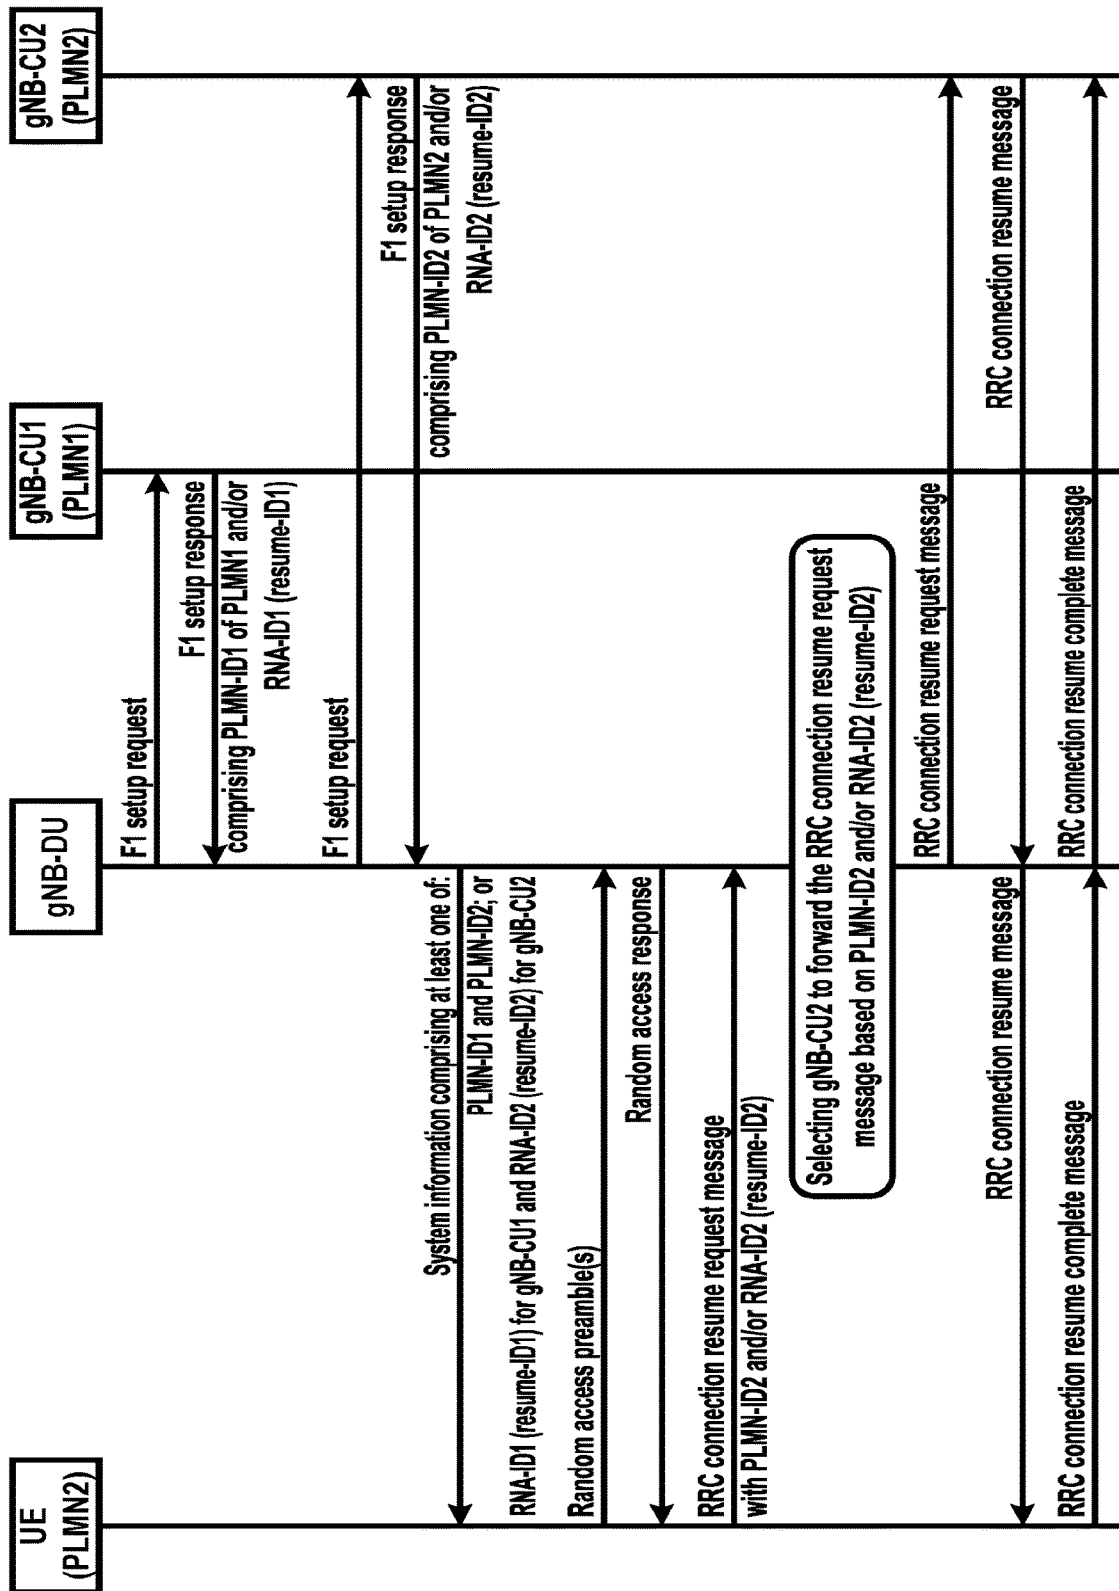 UE
(PLMN2)
gNB-DU
gNB-CU1
(PLMN1)
gNB-CU2
(PLMN2)
F1 setup request
F1 setup response
comprising PLMN-ID1 of PLMN1 and/or
RNA-ID1 (resume-ID1)
F1 setup request
F1 setup response
comprising PLMN-ID2 of PLMN2 and/or
RNA-ID2 (resume-ID2)
System information comprising at least one of:
PLMN-ID1 and PLMN-ID2; or
RNA-ID1 (resume-ID1) for gNB-CU1 and RNA-ID2 (resume-ID2) for gNB-CU2
Random access preamble(s)
Random access response
RRC connection resume request message
with PLMN-ID2 and/or RNA-ID2 (resume-ID2)
Selecting gNB-CU2 to forward the RRC connection resume request
message based on PLMN-ID2 and/or RNA-ID2 (resume-ID2)
RRC connection resume request message
RRC connection resume message
RRC connection resume message
RRC connection resume complete message
RRC connection resume complete message